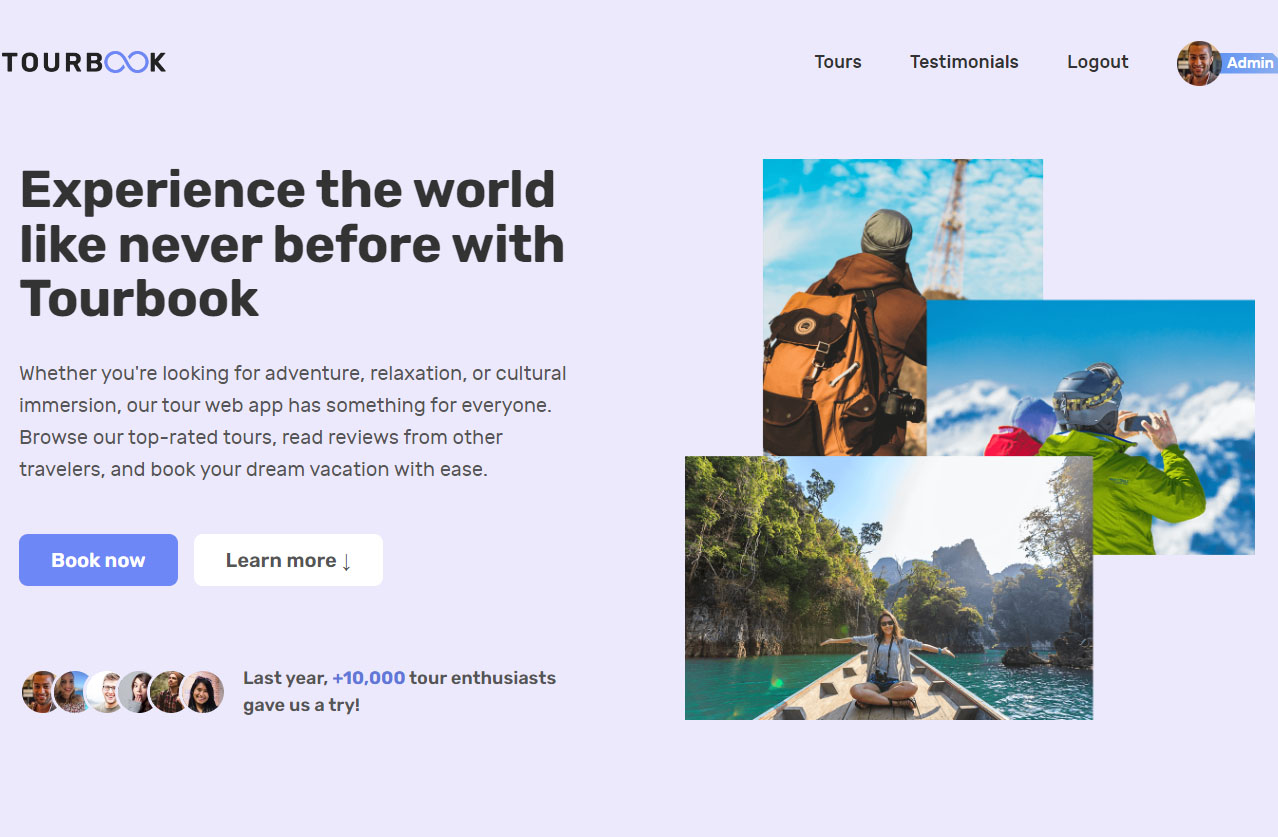 TOURBOOK
Tours
Testimonials
Logout
Admin
Experience the world
like never before with
Tourbook
Whether you're looking for adventure, relaxation, or cultural
immersion, our tour web app has something for everyone.
Browse our top-rated tours, read reviews from other
travelers, and book your dream vacation with ease.
Book now
Learn more ↓
Last year, +10,000 tour enthusiasts
gave us a try!